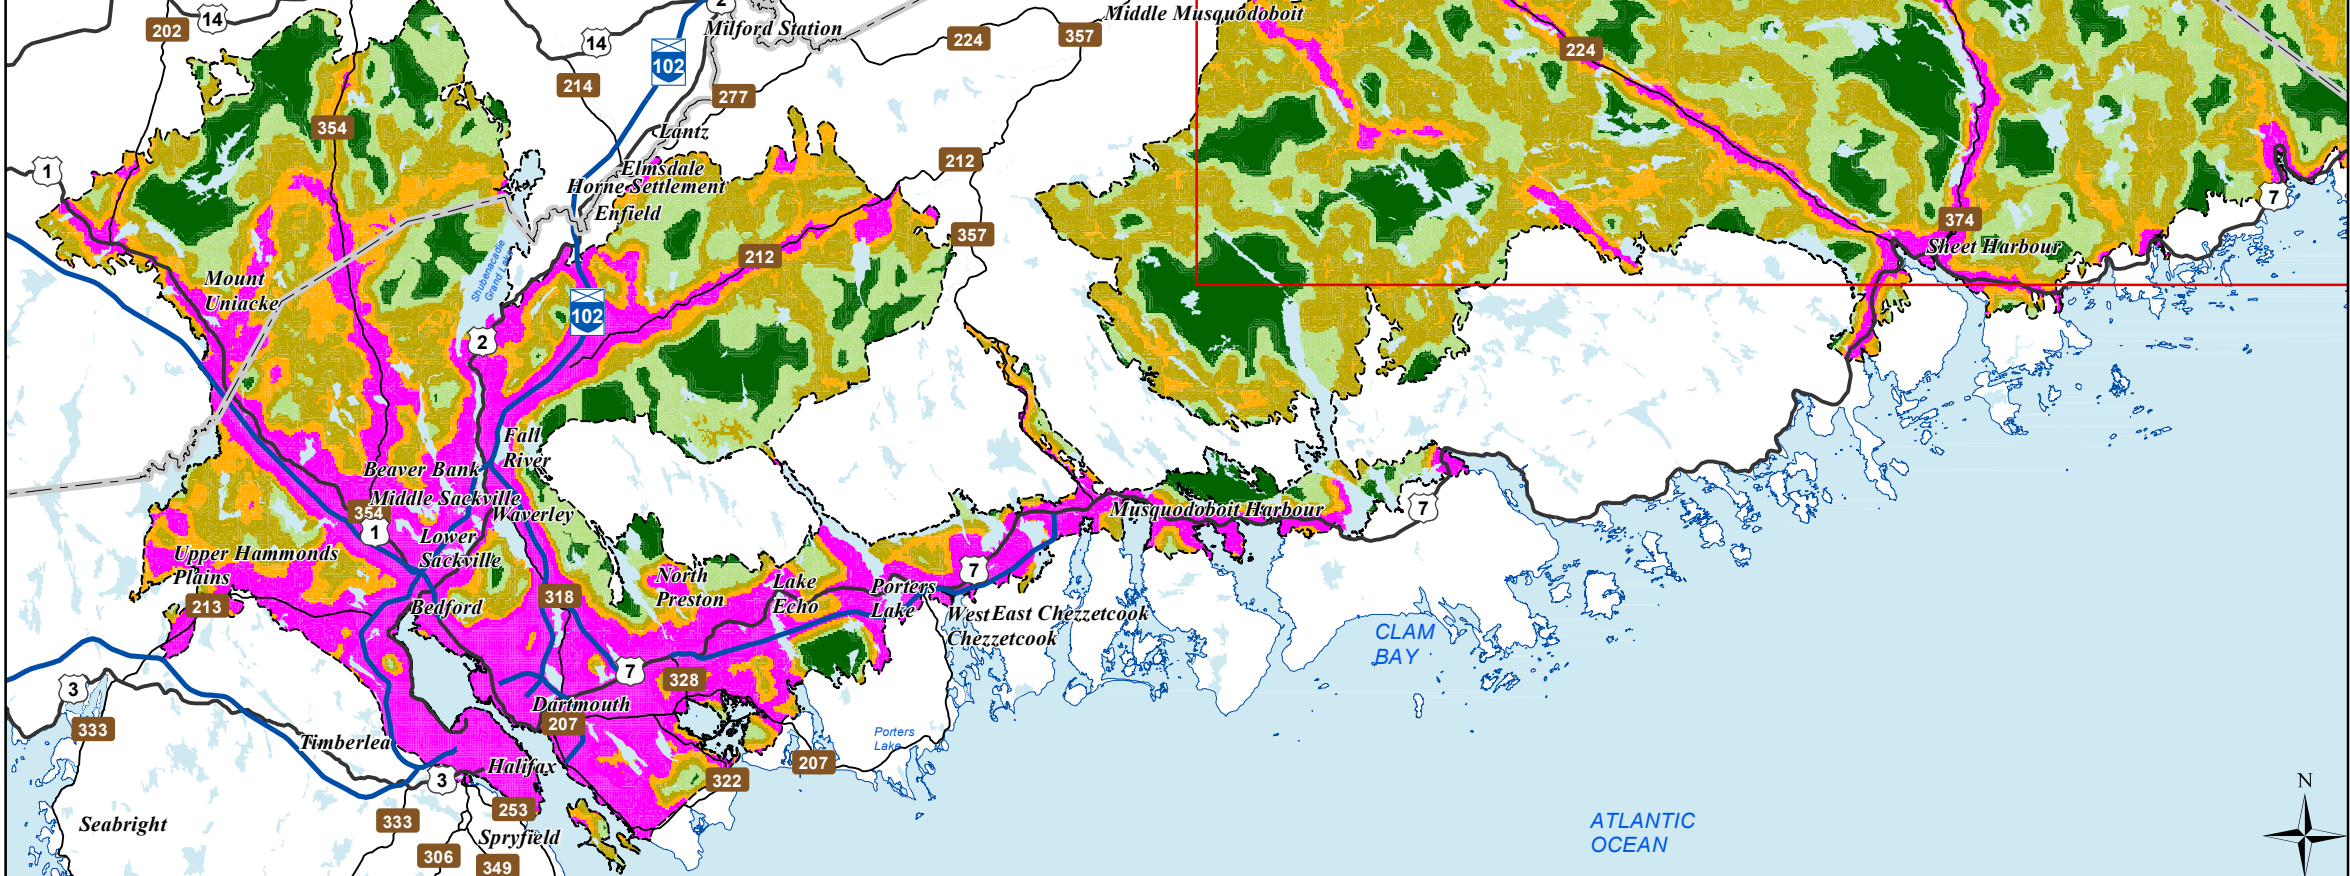 2
Middle Musquodoboit
14
202
Milford Station
357
14
224
224
102
214
277
354
Lantz
212
1
Elmsdale
Horne Settlement
7
Enfield
374
357
Sheet Harbour
212
Shubenacadie
Grand Lake
Mount
Uniacke
102
2
Fall
River
Beaver Bank
Middle Sackville
354
Waverley
7
Musquodoboit Harbour
1
Lower
Sackville
Upper Hammonds
Plains
7
North
Preston
Lake
Echo
Porters
Lake
318
213
Bedford
West
Chezzetcook
East Chezzetcook
CLAM
BAY
7
328
3
Dartmouth
207
333
Timberlea
Porters
Lake
207
Halifax
3
322
N
253
Seabright
333
Spryfield
ATLANTIC
OCEAN
306
349